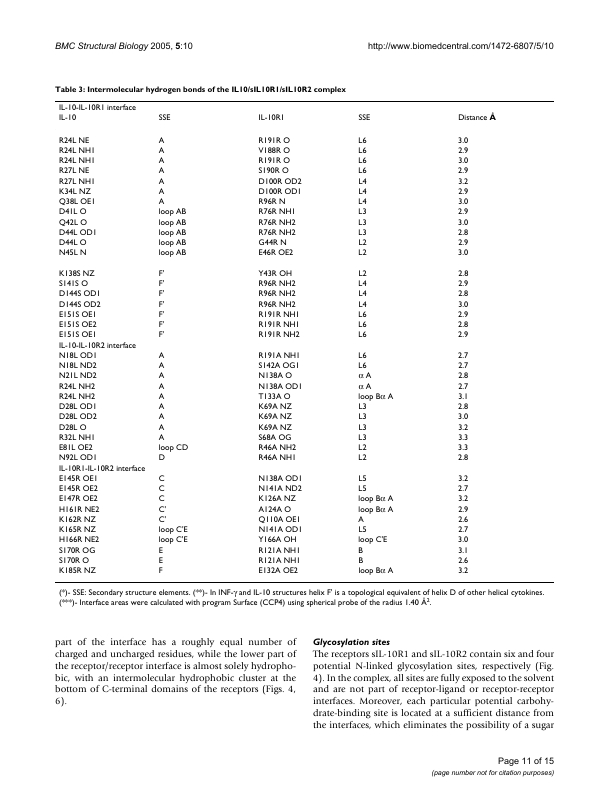 BMC Structural Biology 2005, 5:10 http://www.biomedcentral.com/1472-6807/5/10
Table 3: Intermolecular hydrogen bonds of the IL10/sIL10R1/sIL10R2 complex
IL-10-IL-10R1 interface
IL-10 SSE IL-10R1 SSE Distance Å
R24L NE A R191R O L6 3.0
R24L NH1 A V188R O L6 2.9
R24L NH1 A R191R O L6 3.0
R27L NE A S190R O L6 2.9
R27L NH1 A D100R OD2 L4 3.2
K34L NZ A D100R OD1 L4 2.9
Q38L OE1 A R96R N L4 3.0
D41L O loop AB R76R NH1 L3 2.9
Q42L O loop AB R76R NH2 L3 3.0
D44L OD1 loop AB R76R NH2 L3 2.8
D44L O loop AB G44R N L2 2.9
N45L N loop AB E46R OE2 L2 3.0
K138S NZ F' Y43R OH L2 2.8
S141S O F' R96R NH2 L4 2.9
D144S OD1 F' R96R NH2 L4 2.8
D144S OD2 F' R96R NH2 L4 3.0
E151S OE1 F' R191R NH1 L6 2.9
E151S OE2 F' R191R NH1 L6 2.8
E151S OE1 F' R191R NH2 L6 2.9
IL-10-IL-10R2 interface
N18L OD1 A R191A NH1 L6 2.7
N18L ND2 A S142A OG1 L6 2.7
N21L ND2 A N138A O α A 2.8
R24L NH2 A N138A OD1 α A 2.7
R24L NH2 A T133A O loop Bα A 3.1
D28L OD1 A K69A NZ L3 2.8
D28L OD2 A K69A NZ L3 3.0
D28L O A K69A NZ L3 3.2
R32L NH1 A S68A OG L3 3.3
E81L OE2 loop CD R46A NH2 L2 3.3
N92L OD1 D R46A NH1 L2 2.8
IL-10R1-IL-10R2 interface
E145R OE1 C N138A OD1 L5 3.2
E145R OE2 C N141A ND2 L5 2.7
E147R OE2 C K126A NZ loop Bα A 3.2
H161R NE2 C' A124A O loop Bα A 2.9
K162R NZ C' Q110A OE1 A 2.6
K165R NZ loop C'E N141A OD1 L5 2.7
H166R NE2 loop C'E Y166A OH loop C'E 3.0
S170R OG E R121A NH1 B 3.1
S170R O E R121A NH1 B 2.6
K185R NZ F E132A OE2 loop Bα A 3.2
(*)- SSE: Secondary structure elements. (**)- In INF-γ and IL-10 structures helix F' is a topological equivalent of helix D of other helical cytokines.
(***)- Interface areas were calculated with program Surface (CCP4) using spherical probe of the radius 1.40 Å².
part of the interface has a roughly equal number of
charged and uncharged residues, while the lower part of
the receptor/receptor interface is almost solely hydropho-
bic, with an intermolecular hydrophobic cluster at the
bottom of C-terminal domains of the receptors (Figs. 4,
6).
Glycosylation sites
The receptors sIL-10R1 and sIL-10R2 contain six and four
potential N-linked glycosylation sites, respectively (Fig.
4). In the complex, all sites are fully exposed to the solvent
and are not part of receptor-ligand or receptor-receptor
interfaces. Moreover, each particular potential carbohy-
drate-binding site is located at a sufficient distance from
the interfaces, which eliminates the possibility of a sugar
Page 11 of 15
(page number not for citation purposes)